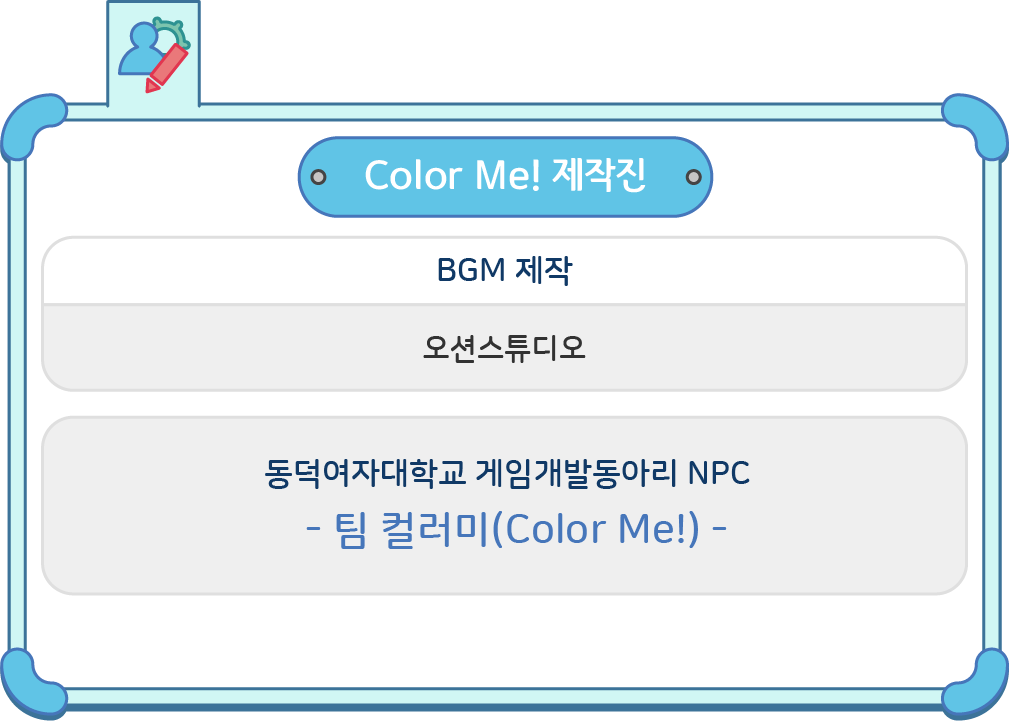 Color Me! 제작진
BGM 제작
오션스튜디오
동덕여자대학교 게임개발동아리 NPC
- 팀 컬러미(Color Me!) -